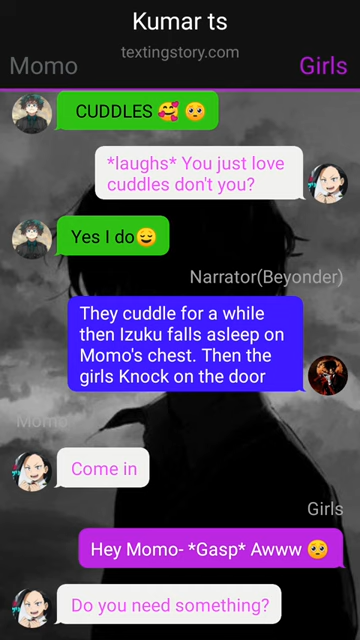 Kumar ts
textingstory.com
Momo
Girls
CUDDLES 🥰 🥺
*laughs* You just love
cuddles don't you?
Yes I do😌
Narrator(Beyonder)
They cuddle for a while
then Izuku falls asleep on
Momo's chest. Then the
girls Knock on the door
Momo
Come in
Girls
Hey Momo- *Gasp* Awww 🥺
Do you need something?